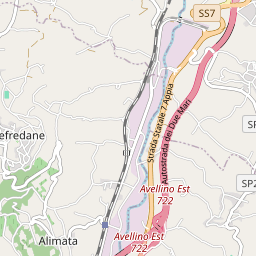 SS7
Strada Statale 7 Appia
Autostrada dei Due Mari
SP
efredane
SP2
Avellino Est
722
Alimata
Avellino Est
722